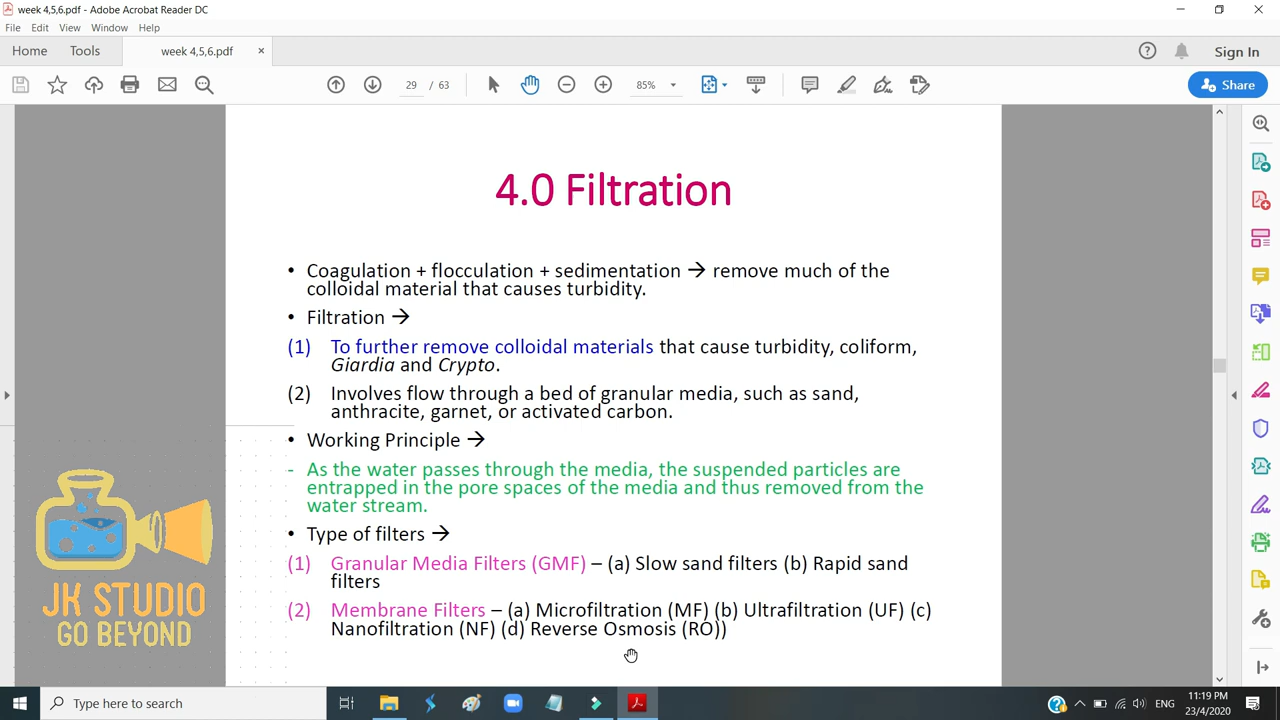 week 4,5,6.pdf - Adobe Acrobat Reader DC
File Edit View Window Help
Home Tools week 4,5,6.pdf × Sign In
29 / 63 85% Share
4.0 Filtration
• Coagulation + flocculation + sedimentation → remove much of the
colloidal material that causes turbidity.
• Filtration →
(1) To further remove colloidal materials that cause turbidity, coliform,
Giardia and Crypto.
(2) Involves flow through a bed of granular media, such as sand,
anthracite, garnet, or activated carbon.
• Working Principle →
- As the water passes through the media, the suspended particles are
entrapped in the pore spaces of the media and thus removed from the
water stream.
• Type of filters →
(1) Granular Media Filters (GMF) – (a) Slow sand filters (b) Rapid sand
filters
(2) Membrane Filters – (a) Microfiltration (MF) (b) Ultrafiltration (UF) (c)
Nanofiltration (NF) (d) Reverse Osmosis (RO))
JK STUDIO
GO BEYOND
Type here to search
ENG
11:19 PM
23/4/2020